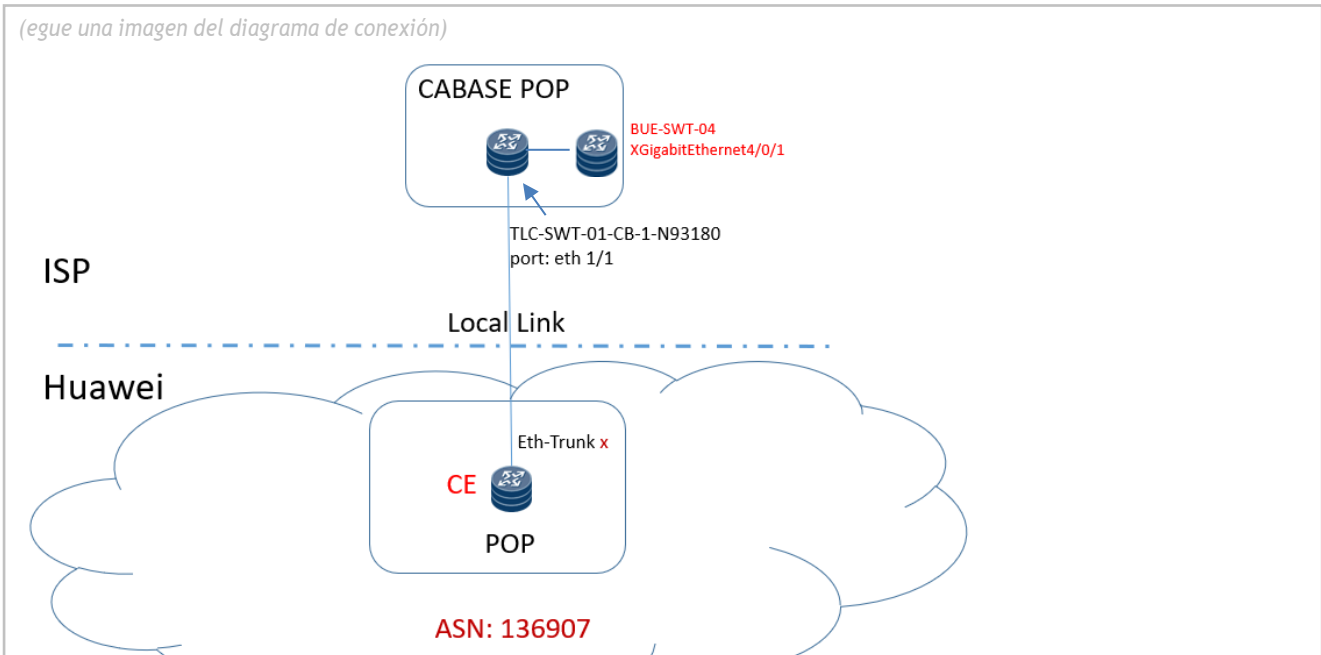 (egue una imagen del diagrama de conexión)
CABASE POP
BUE-SWT-04
XGigabitEthernet4/0/1
TLC-SWT-01-CB-1-N93180
port: eth 1/1
ISP
Local Link
Huawei
Eth-Trunk x
CE
POP
ASN: 136907